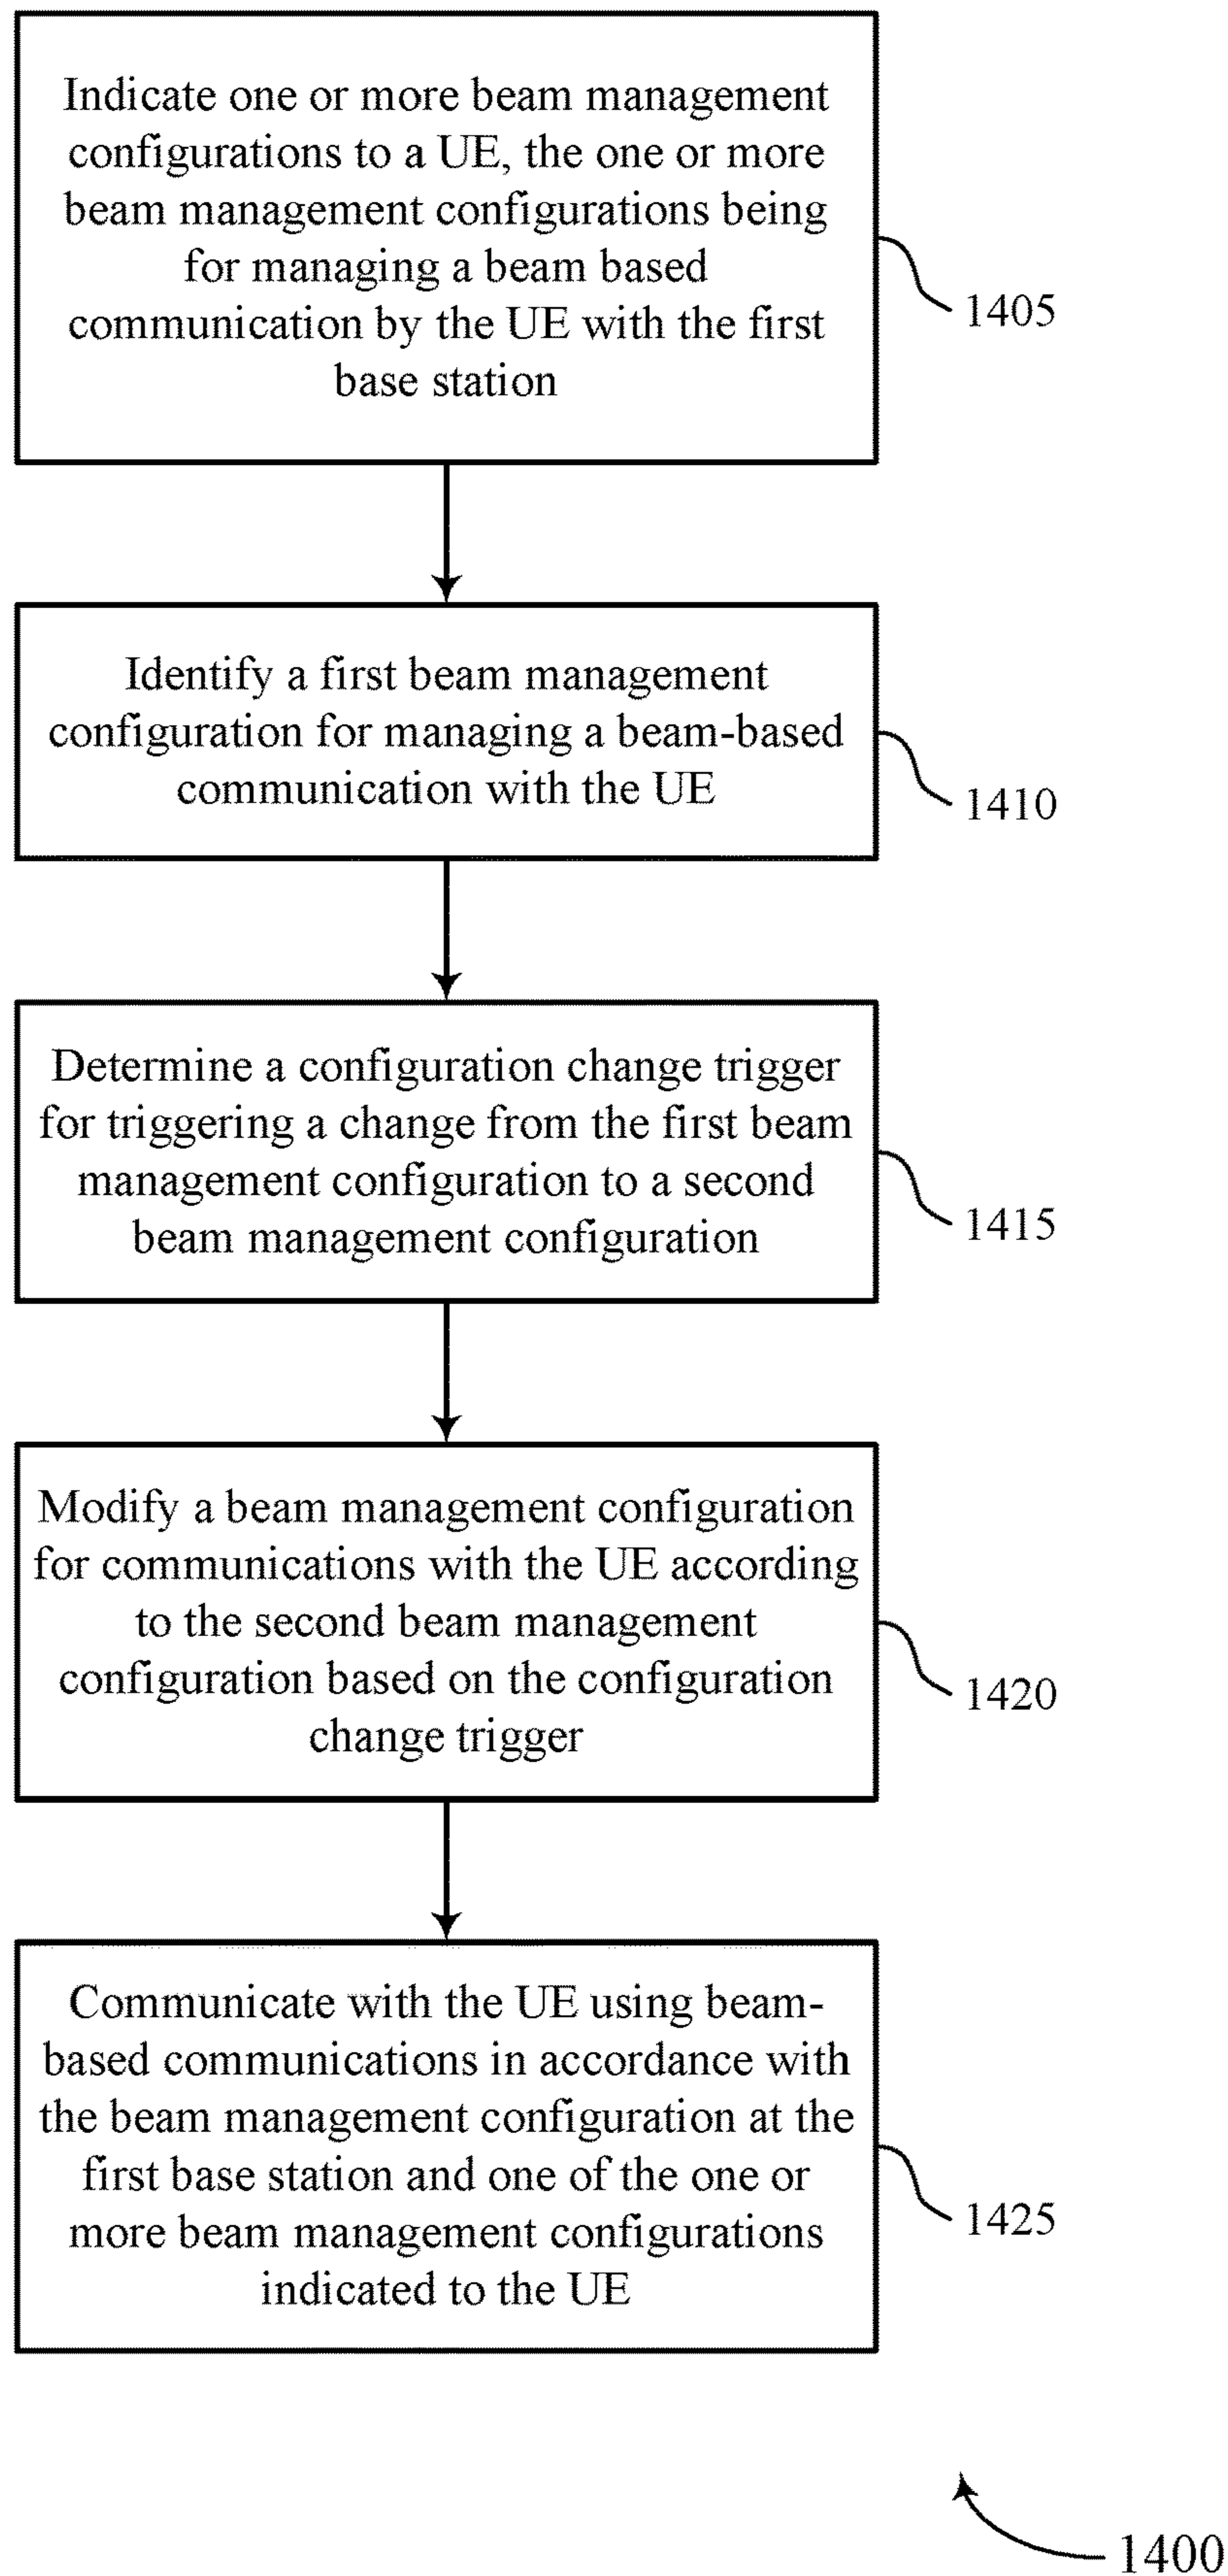 Indicate one or more beam management
configurations to a UE, the one or more
beam management configurations being
for managing a beam based
communication by the UE with the first
base station
1405
Identify a first beam management
configuration for managing a beam-based
communication with the UE
1410
Determine a configuration change trigger
for triggering a change from the first beam
management configuration to a second
beam management configuration
1415
Modify a beam management configuration
for communications with the UE according
to the second beam management
configuration based on the configuration
change trigger
1420
Communicate with the UE using beam-
based communications in accordance with
the beam management configuration at the
first base station and one of the one or
more beam management configurations
indicated to the UE
1425
1400